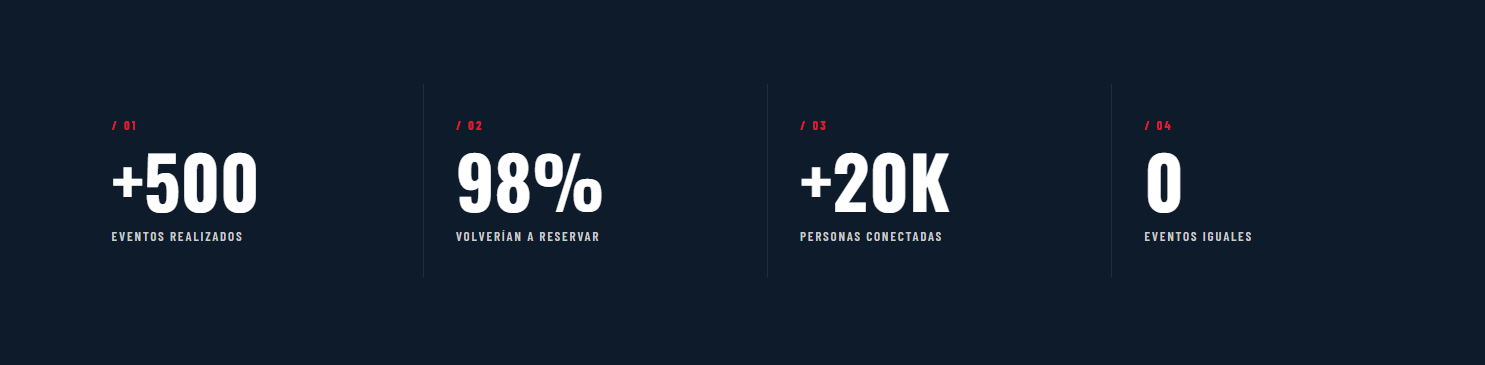 / 01
+500
EVENTOS REALIZADOS
/ 02
98%
VOLVERÍAN A RESERVAR
/ 03
+20K
PERSONAS CONECTADAS
/ 04
0
EVENTOS IGUALES